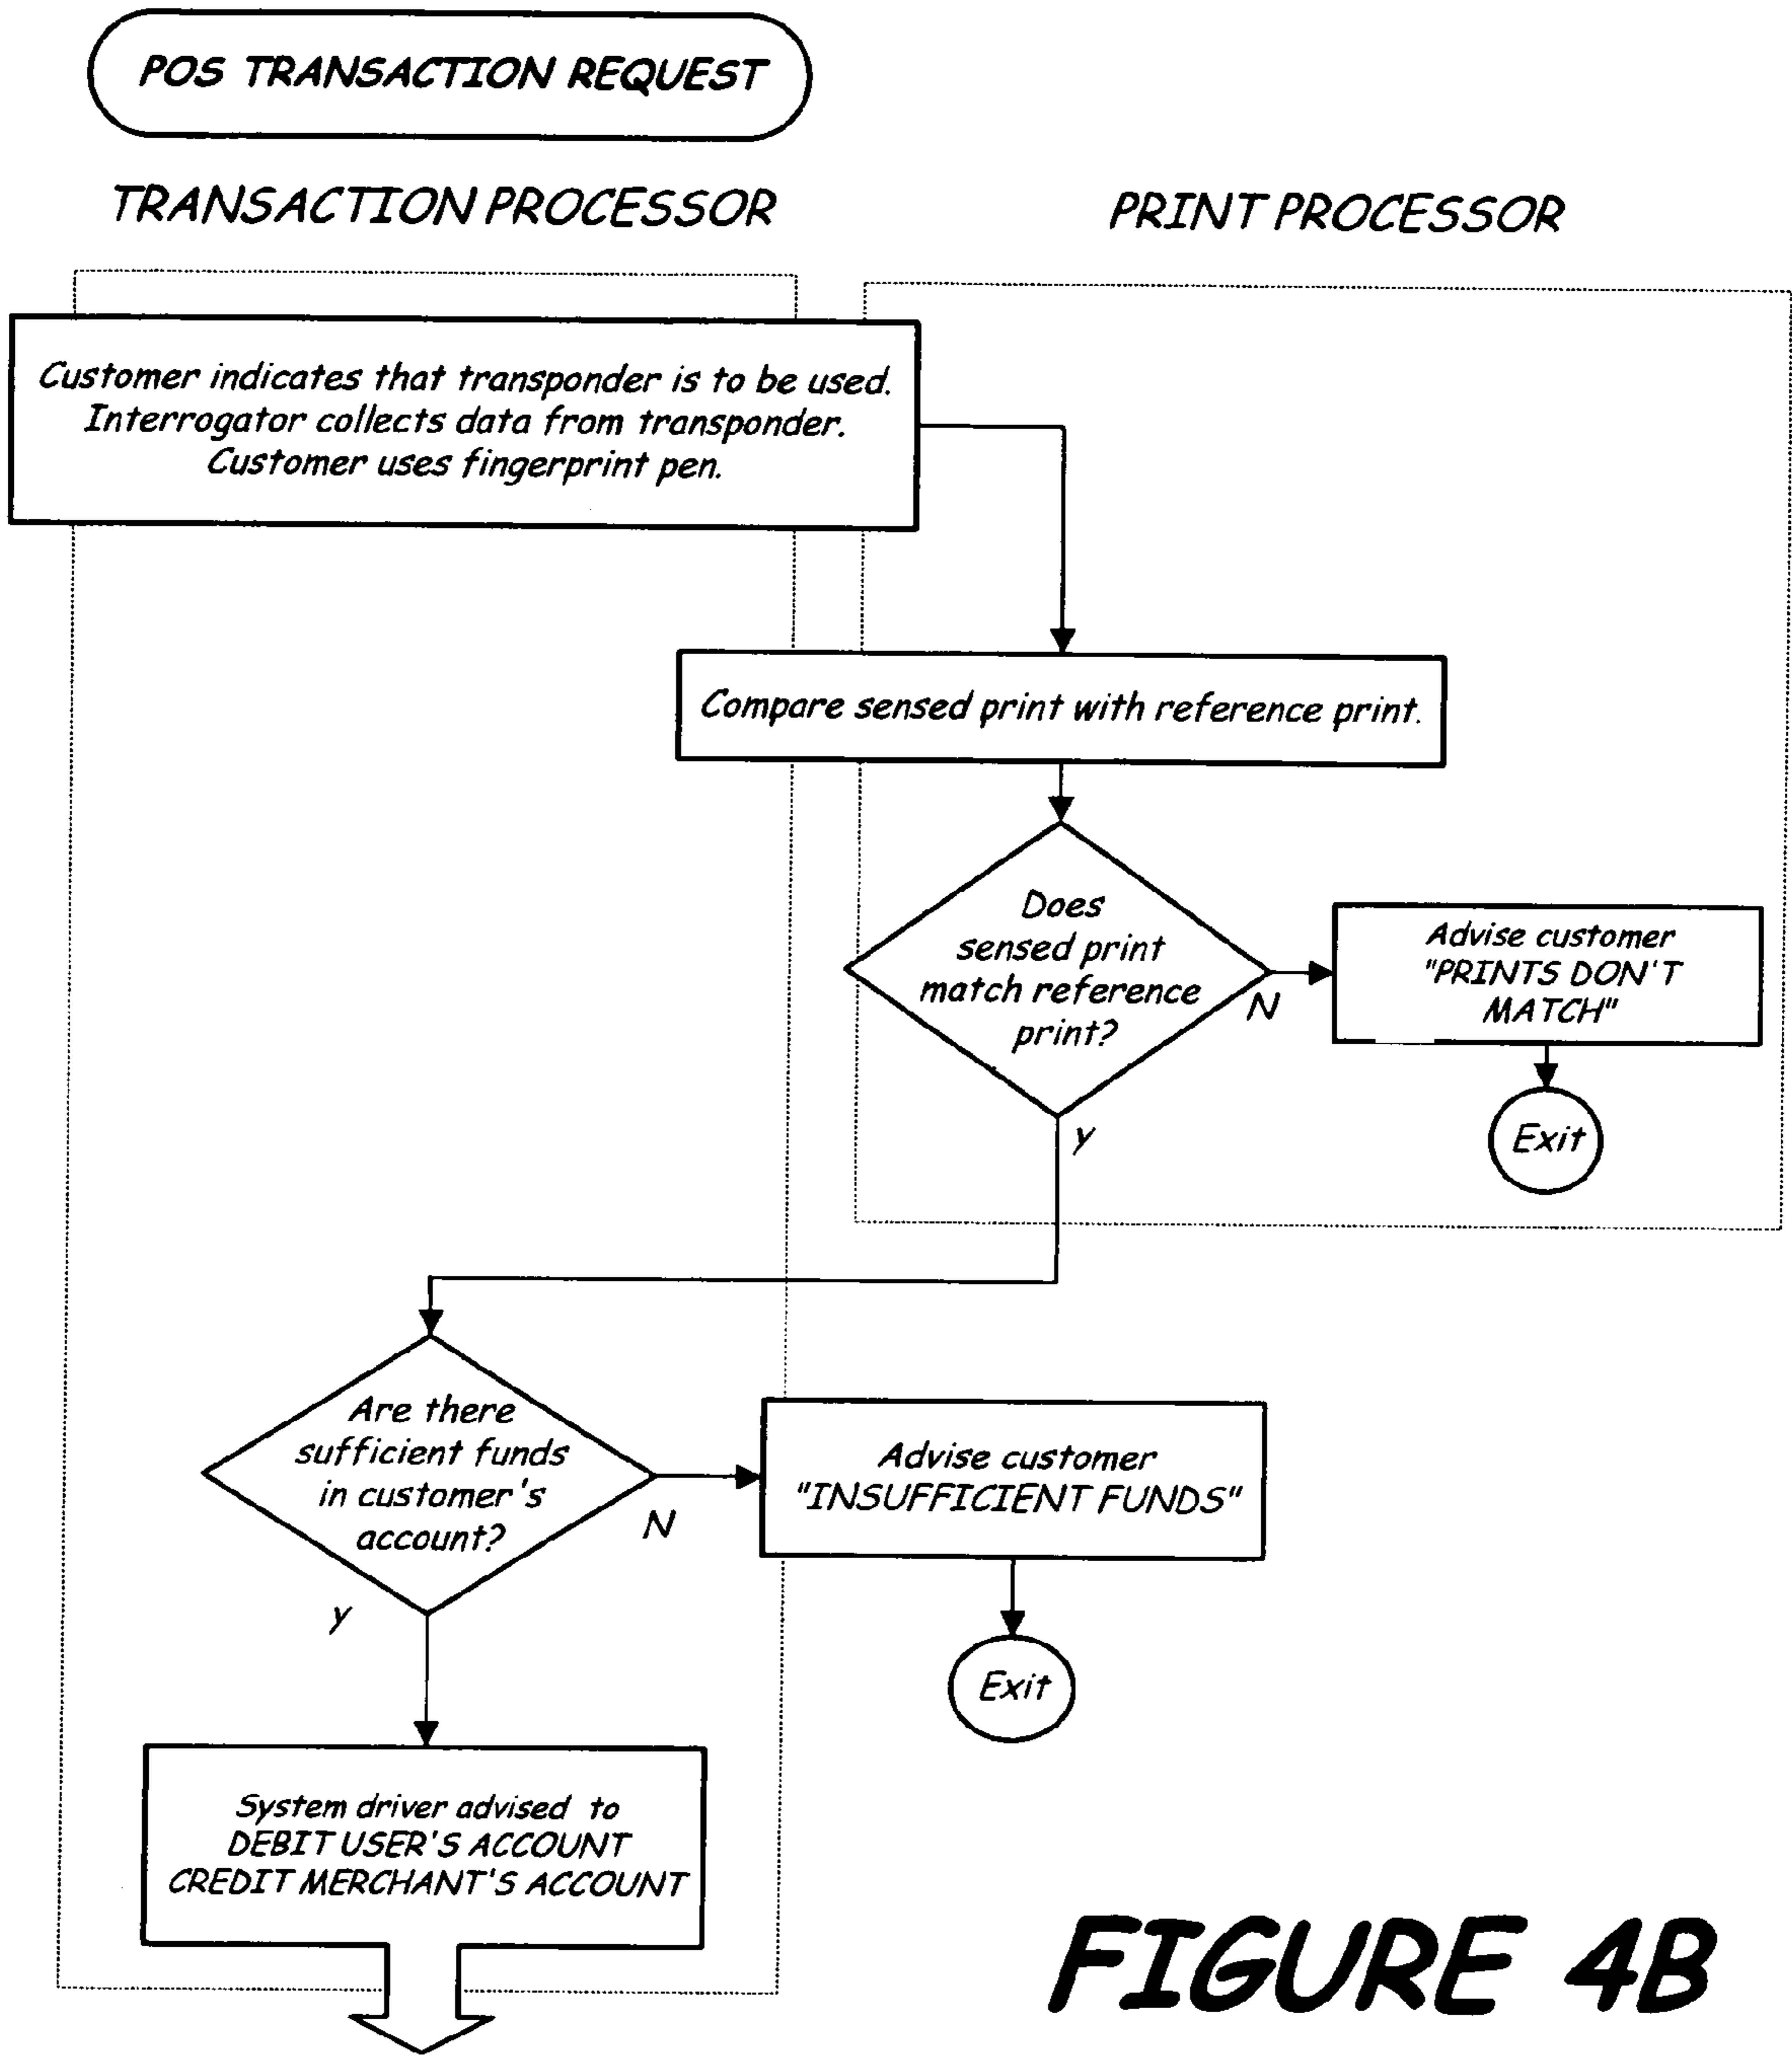 POS TRANSACTION REQUEST
TRANSACTION PROCESSOR
PRINT PROCESSOR
Customer indicates that transponder is to be used.
Interrogator collects data from transponder.
Customer uses fingerprint pen.
Compare sensed print with reference print.
Does
sensed print
match reference
print?
N
Advise customer
"PRINTS DON'T
MATCH"
Exit
y
Are there
sufficient funds
in customer's
account?
N
Advise customer
"INSUFFICIENT FUNDS"
y
Exit
System driver advised to
DEBIT USER'S ACCOUNT
CREDIT MERCHANT'S ACCOUNT
FIGURE 4B